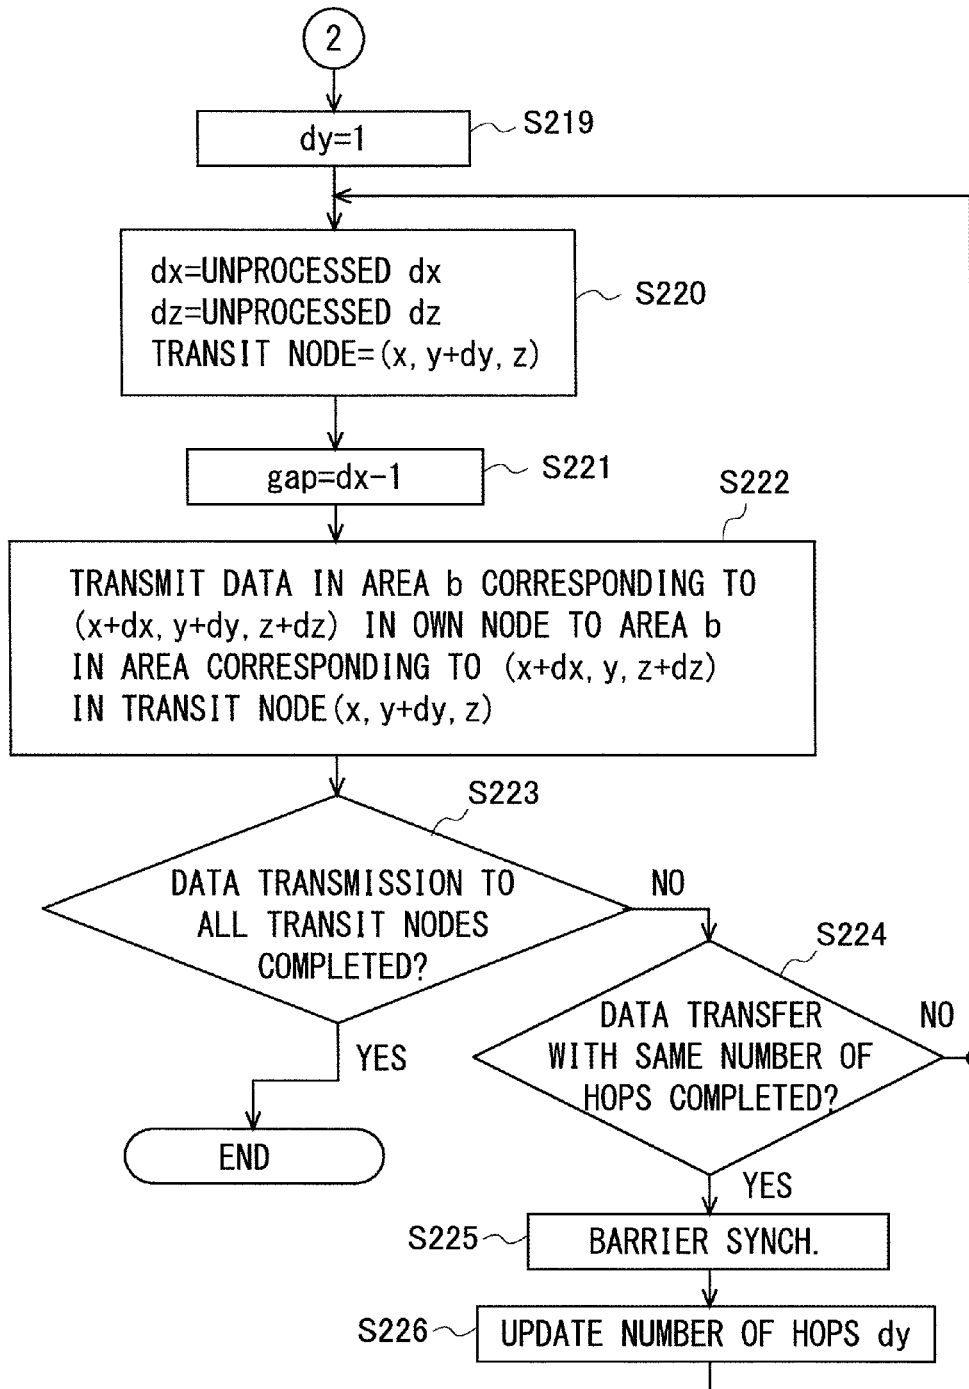 2
dy=1
S219
dx=UNPROCESSED dx
dz=UNPROCESSED dz
TRANSIT NODE=(x, y+dy, z)
S220
gap=dx-1
S221
S222
TRANSMIT DATA IN AREA b CORRESPONDING TO
(x+dx, y+dy, z+dz) IN OWN NODE TO AREA b
IN AREA CORRESPONDING TO (x+dx, y, z+dz)
IN TRANSIT NODE(x, y+dy, z)
S223
DATA TRANSMISSION TO
ALL TRANSIT NODES
COMPLETED?
NO
YES
END
S224
DATA TRANSFER
WITH SAME NUMBER OF
HOPS COMPLETED?
NO
YES
S225
BARRIER SYNCH.
S226
UPDATE NUMBER OF HOPS dy